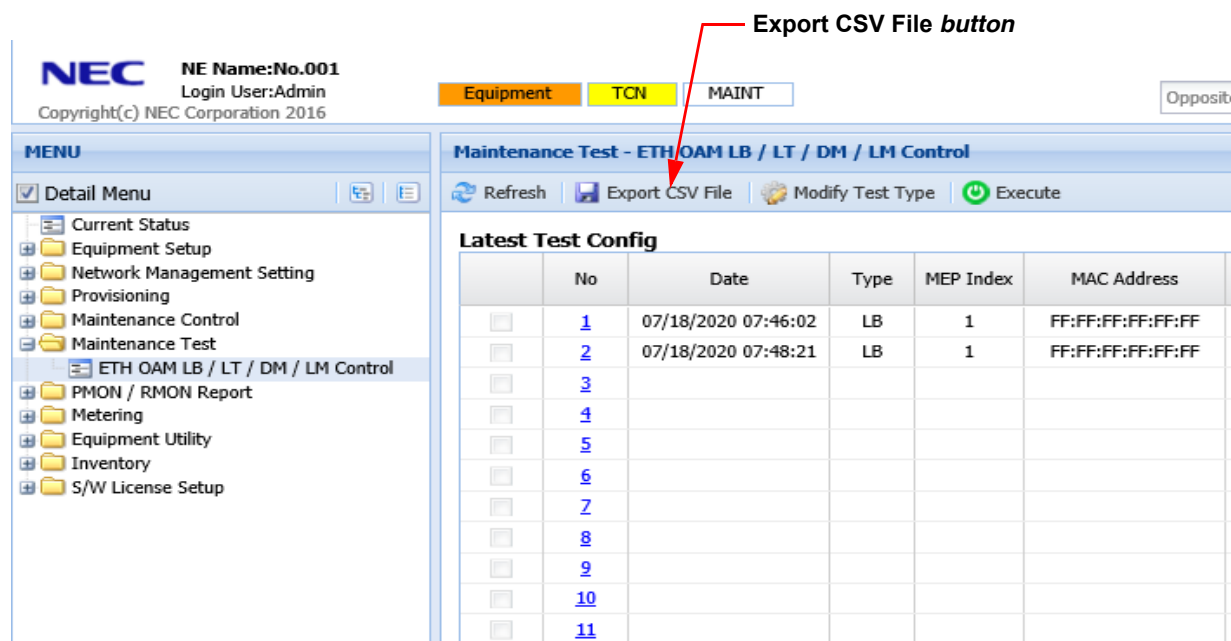 Export CSV File button
NEC
NE Name:No.001
Login User:Admin
Copyright(c) NEC Corporation 2016
Equipment
TCN
MAINT
Opposit
MENU
Detail Menu
Current Status
Equipment Setup
Network Management Setting
Provisioning
Maintenance Control
Maintenance Test
ETH OAM LB / LT / DM / LM Control
PMON / RMON Report
Metering
Equipment Utility
Inventory
S/W License Setup
Maintenance Test - ETH OAM LB / LT / DM / LM Control
Refresh Export CSV File Modify Test Type Execute
Latest Test Config
No Date Type MEP Index MAC Address
1 07/18/2020 07:46:02 LB 1 FF:FF:FF:FF:FF:FF
2 07/18/2020 07:48:21 LB 1 FF:FF:FF:FF:FF:FF
3
4
5
6
7
8
9
10
11